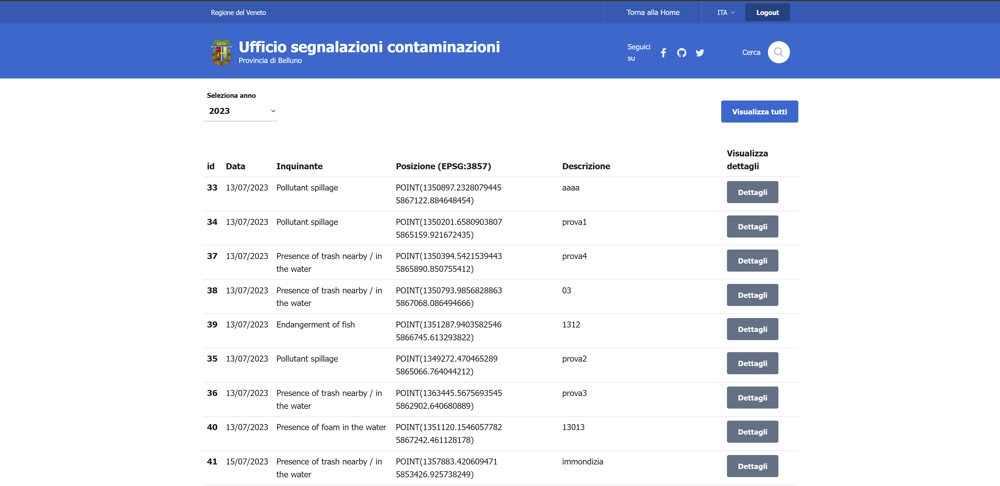 Regione del Veneto
Torna alla Home
ITA
Logout
Ufficio segnalazioni contaminazioni
Provincia di Belluno
Seguici
su
Cerca
Seleziona anno
2023
Visualizza tutti
id Data Inquinante Posizione (EPSG:3857) Descrizione Visualizza
dettagli
33 13/07/2023 Pollutant spillage POINT(1350897.2328079445 aaaa Dettagli
5867122.884648454)
34 13/07/2023 Pollutant spillage POINT(1350201.6580903807 prova1 Dettagli
5865159.921672435)
37 13/07/2023 Presence of trash nearby / in POINT(1350394.5421539443 prova4 Dettagli
the water 5865890.850755412)
38 13/07/2023 Presence of trash nearby / in POINT(1350793.9856828863 03 Dettagli
the water 5867068.086494666)
39 13/07/2023 Endangerment of fish POINT(1351287.9403582546 1312 Dettagli
5866745.613293822)
35 13/07/2023 Pollutant spillage POINT(1349272.470465289 prova2 Dettagli
5865066.764044212)
36 13/07/2023 Presence of trash nearby / in POINT(1363445.5675693545 prova3 Dettagli
the water 5862902.640680889)
40 13/07/2023 Presence of foam in the water POINT(1351120.1546057782 13013 Dettagli
5867242.461128178)
41 15/07/2023 Presence of trash nearby / in POINT(1357883.420609471 immondizia Dettagli
the water 5853426.925738249)